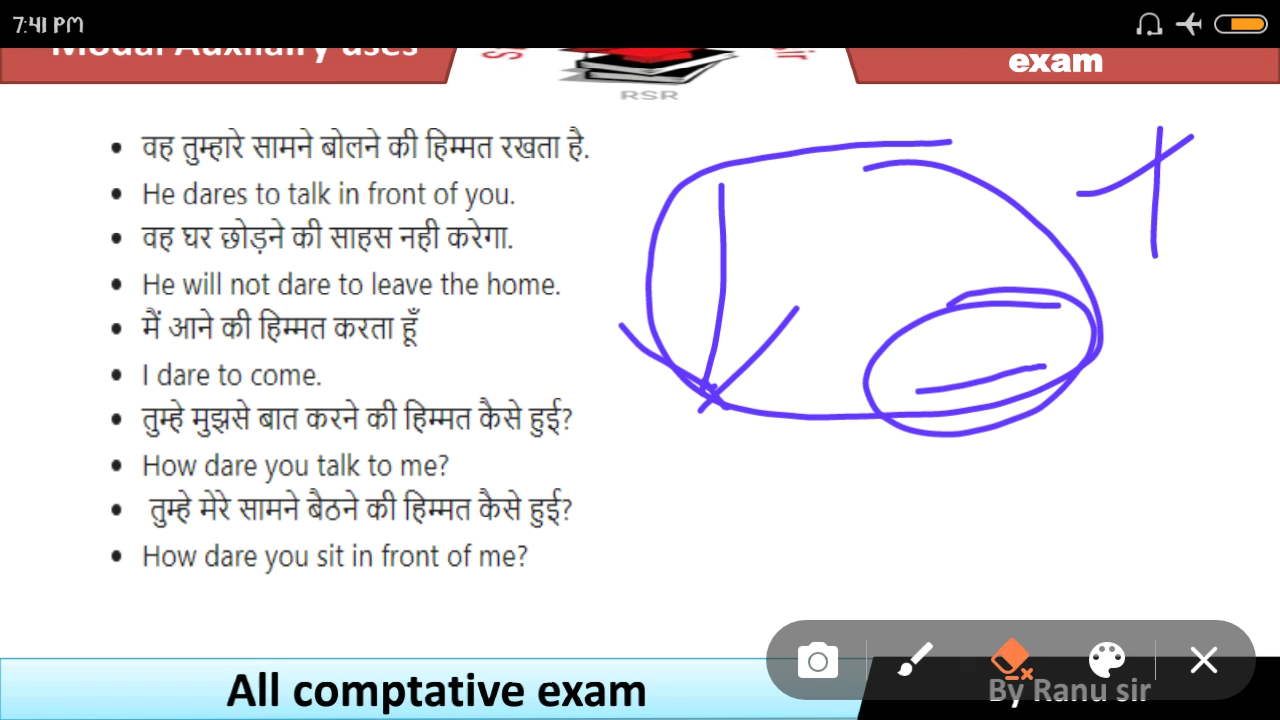 7:41 PM
Modal Auxiliary uses
exam
RSR
वह तुम्हारे सामने बोलने की हिम्मत रखता है.
He dares to talk in front of you.
वह घर छोड़ने की साहस नही करेगा.
He will not dare to leave the home.
मैं आने की हिम्मत करता हूँ
I dare to come.
तुम्हे मुझसे बात करने की हिम्मत कैसे हुई?
How dare you talk to me?
तुम्हे मेरे सामने बैठने की हिम्मत कैसे हुई?
How dare you sit in front of me?
All comptative exam
By Ranu sir